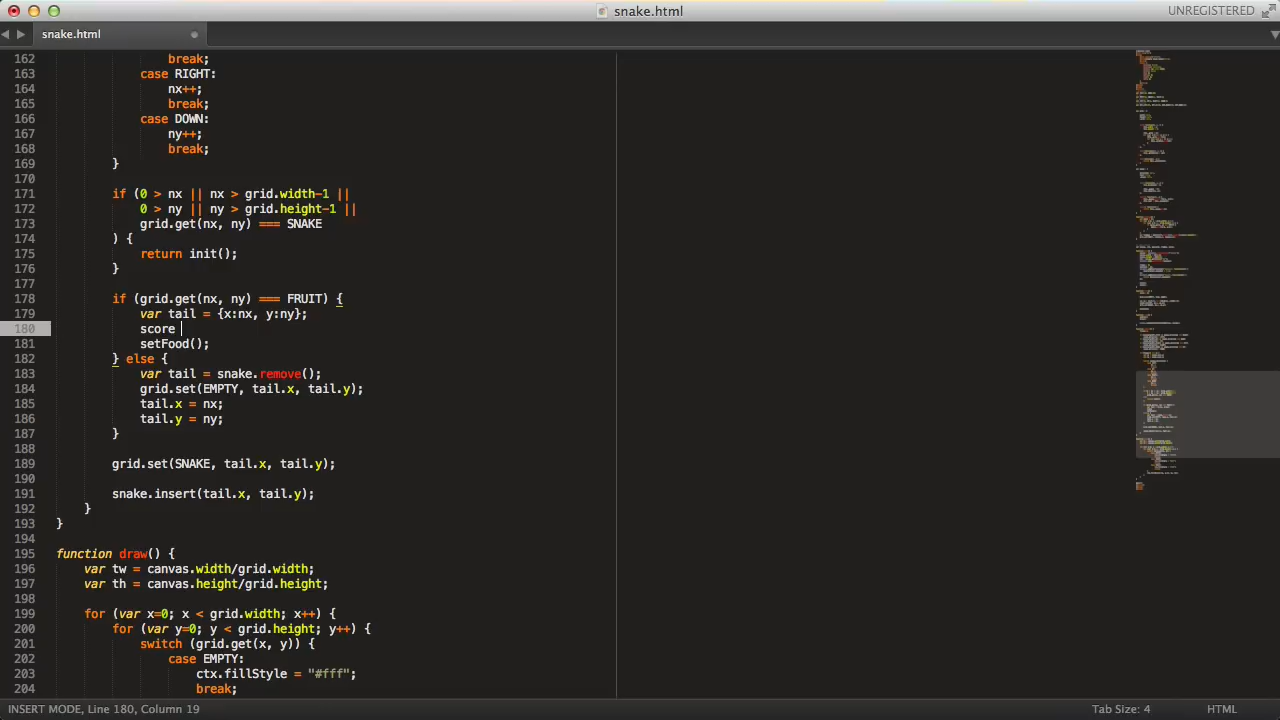 snake.html
UNREGISTERED
snake.html
162 break;
163 case RIGHT:
164 nx++;
165 break;
166 case DOWN:
167 ny++;
168 break;
169 }
170
171 if (0 > nx || nx > grid.width-1 ||
172 0 > ny || ny > grid.height-1 ||
173 grid.get(nx, ny) === SNAKE
174 ) {
175 return init();
176 }
177
178 if (grid.get(nx, ny) === FRUIT) {
179 var tail = {x:nx, y:ny};
180 score
181 setFood();
182 } else {
183 var tail = snake.remove();
184 grid.set(EMPTY, tail.x, tail.y);
185 tail.x = nx;
186 tail.y = ny;
187 }
188
189 grid.set(SNAKE, tail.x, tail.y);
190
191 snake.insert(tail.x, tail.y);
192 }
193 }
194
195 function draw() {
196 var tw = canvas.width/grid.width;
197 var th = canvas.height/grid.height;
198
199 for (var x=0; x < grid.width; x++) {
200 for (var y=0; y < grid.height; y++) {
201 switch (grid.get(x, y)) {
202 case EMPTY:
203 ctx.fillStyle = "#fff";
204 break;
INSERT MODE, Line 180, Column 19
Tab Size: 4
HTML